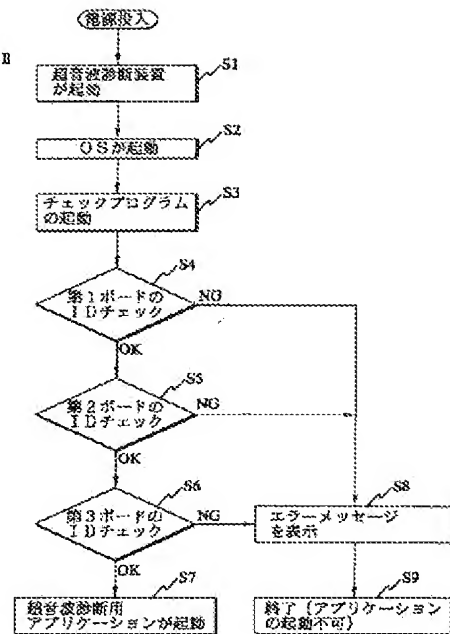 電源投入
超音波診断装置
が起動
S1
OSが起動
S2
チェックプログラム
の起動
S3
第1ボードの
IDチェック
S4
NG
OK
第2ボードの
IDチェック
S5
NG
OK
第3ボードの
IDチェック
S6
NG
OK
エラーメッセージ
を表示
S8
超音波診断用
アプリケーションが起動
S7
終了(アプリケーション
の起動不可)
S9